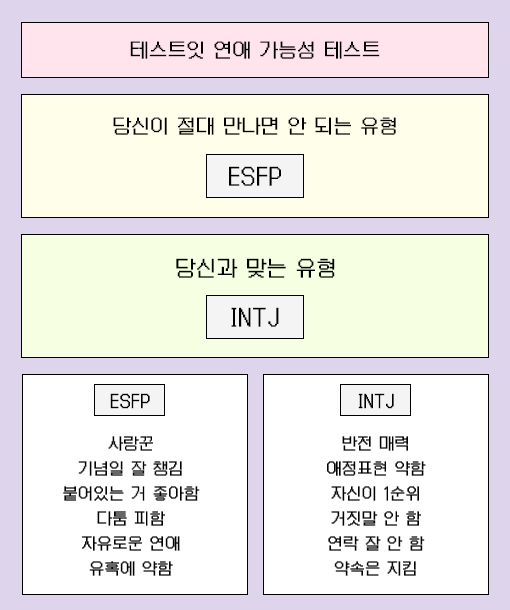 테스트잇 연애 가능성 테스트
당신이 절대 만나면 안 되는 유형
ESFP
당신과 맞는 유형
INTJ
ESFP
사랑꾼
기념일 잘 챙김
붙어있는 거 좋아함
다툼 피함
자유로운 연애
유혹에 약함
INTJ
반전 매력
애정표현 약함
자신이 1순위
거짓말 안 함
연락 잘 안 함
약속은 지킴